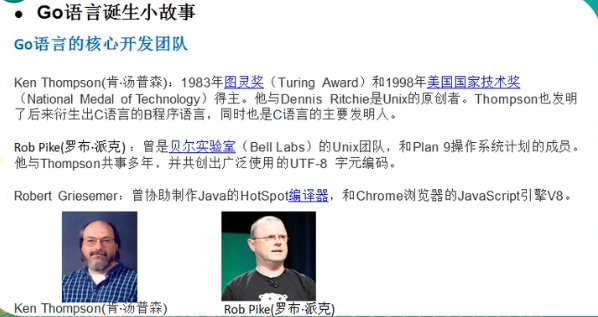 ● Go语言诞生小故事
Go语言的核心开发团队
Ken Thompson(肯·汤普森)：1983年图灵奖（Turing Award）和1998年美国国家技术奖
（National Medal of Technology）得主。他与Dennis Ritchie是Unix的原创者。Thompson也发明
了后来衍生出C语言的B程序语言，同时也是C语言的主要发明人。
Rob Pike(罗布·派克)：曾是贝尔实验室（Bell Labs）的Unix团队，和Plan 9操作系统计划的成员。
他与Thompson共事多年，并共创出广泛使用的UTF-8 字元编码。
Robert Griesemer：曾协助制作Java的HotSpot编译器，和Chrome浏览器的JavaScript引擎V8。
Ken Thompson(肯·汤普森)
Rob Pike(罗布·派克)